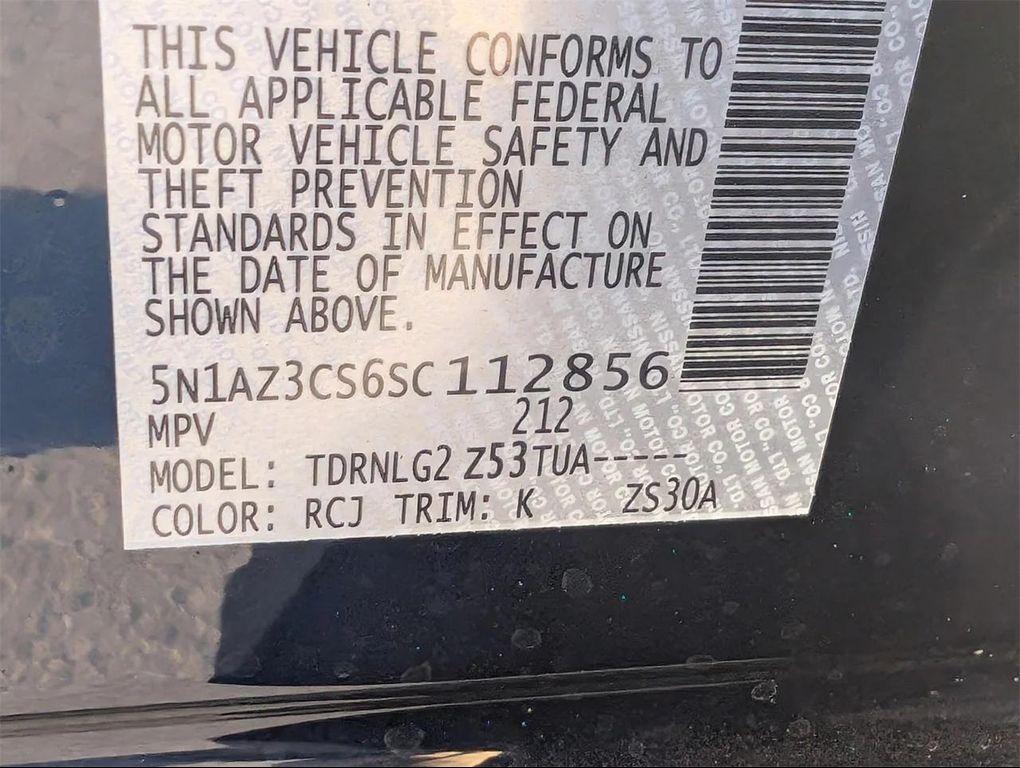 THIS VEHICLE CONFORMS TO
ALL APPLICABLE FEDERAL
MOTOR VEHICLE SAFETY AND
THEFT PREVENTION
STANDARDS IN EFFECT ON
THE DATE OF MANUFACTURE
SHOWN ABOVE.
5N1AZ3CS6SC112856
MPV 212
MODEL: TDRNLG2 Z53TUA-----
COLOR: RCJ TRIM: K ZS30A